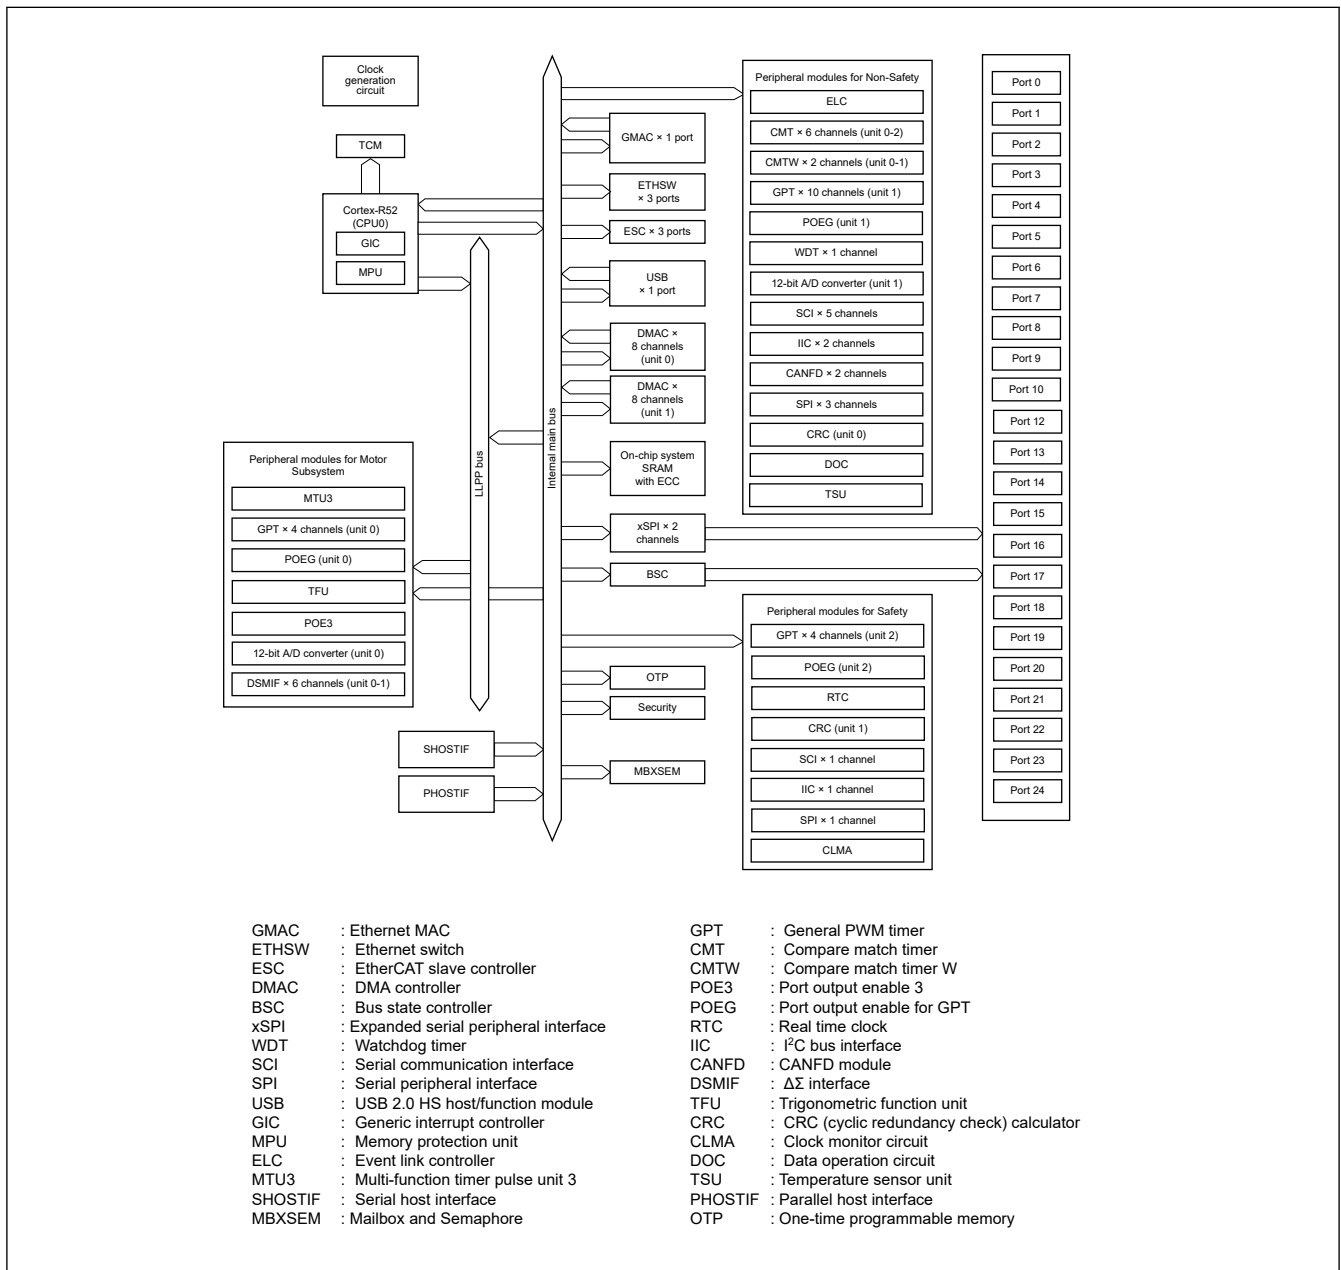 Clock
generation
circuit
TCM
Cortex-R52
(CPU0)
GIC
MPU
Peripheral modules for Motor
Subsystem
MTU3
GPT × 4 channels (unit 0)
POEG (unit 0)
TFU
POE3
12-bit A/D converter (unit 0)
DSMIF × 6 channels (unit 0-1)
SHOSTIF
PHOSTIF
LLPP bus
Internal main bus
GMAC × 1 port
ETHSW
× 3 ports
ESC × 3 ports
USB
× 1 port
DMAC ×
8 channels
(unit 0)
DMAC ×
8 channels
(unit 1)
On-chip system
SRAM
with ECC
xSPI × 2
channels
BSC
OTP
Security
MBXSEM
Peripheral modules for Non-Safety
ELC
CMT × 6 channels (unit 0-2)
CMTW × 2 channels (unit 0-1)
GPT × 10 channels (unit 1)
POEG (unit 1)
WDT × 1 channel
12-bit A/D converter (unit 1)
SCI × 5 channels
IIC × 2 channels
CANFD × 2 channels
SPI × 3 channels
CRC (unit 0)
DOC
TSU
Peripheral modules for Safety
GPT × 4 channels (unit 2)
POEG (unit 2)
RTC
CRC (unit 1)
SCI × 1 channel
IIC × 1 channel
SPI × 1 channel
CLMA
Port 0
Port 1
Port 2
Port 3
Port 4
Port 5
Port 6
Port 7
Port 8
Port 9
Port 10
Port 12
Port 13
Port 14
Port 15
Port 16
Port 17
Port 18
Port 19
Port 20
Port 21
Port 22
Port 23
Port 24
GMAC : Ethernet MAC
ETHSW : Ethernet switch
ESC : EtherCAT slave controller
DMAC : DMA controller
BSC : Bus state controller
xSPI : Expanded serial peripheral interface
WDT : Watchdog timer
SCI : Serial communication interface
SPI : Serial peripheral interface
USB : USB 2.0 HS host/function module
GIC : Generic interrupt controller
MPU : Memory protection unit
ELC : Event link controller
MTU3 : Multi-function timer pulse unit 3
SHOSTIF : Serial host interface
MBXSEM : Mailbox and Semaphore
GPT : General PWM timer
CMT : Compare match timer
CMTW : Compare match timer W
POE3 : Port output enable 3
POEG : Port output enable for GPT
RTC : Real time clock
IIC : I²C bus interface
CANFD : CANFD module
DSMIF : ΔΣ interface
TFU : Trigonometric function unit
CRC : CRC (cyclic redundancy check) calculator
CLMA : Clock monitor circuit
DOC : Data operation circuit
TSU : Temperature sensor unit
PHOSTIF : Parallel host interface
OTP : One-time programmable memory